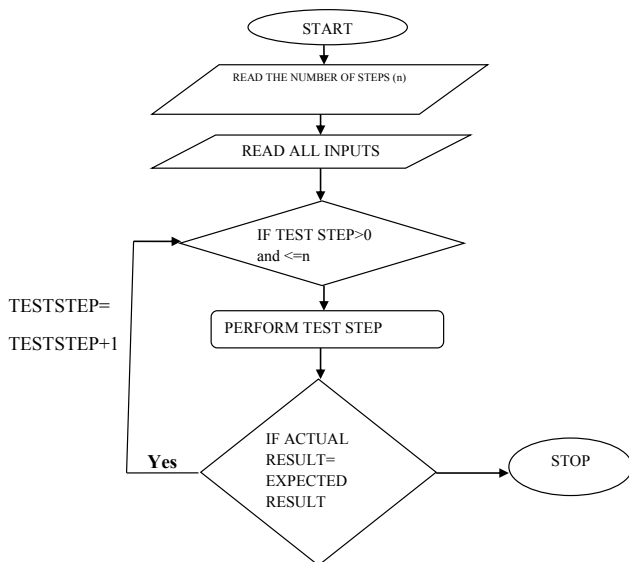 START
READ THE NUMBER OF STEPS (n)
READ ALL INPUTS
IF TEST STEP>0
and <=n
TESTSTEP=
TESTSTEP+1
PERFORM TEST STEP
IF ACTUAL
RESULT=
EXPECTED
RESULT
Yes
STOP